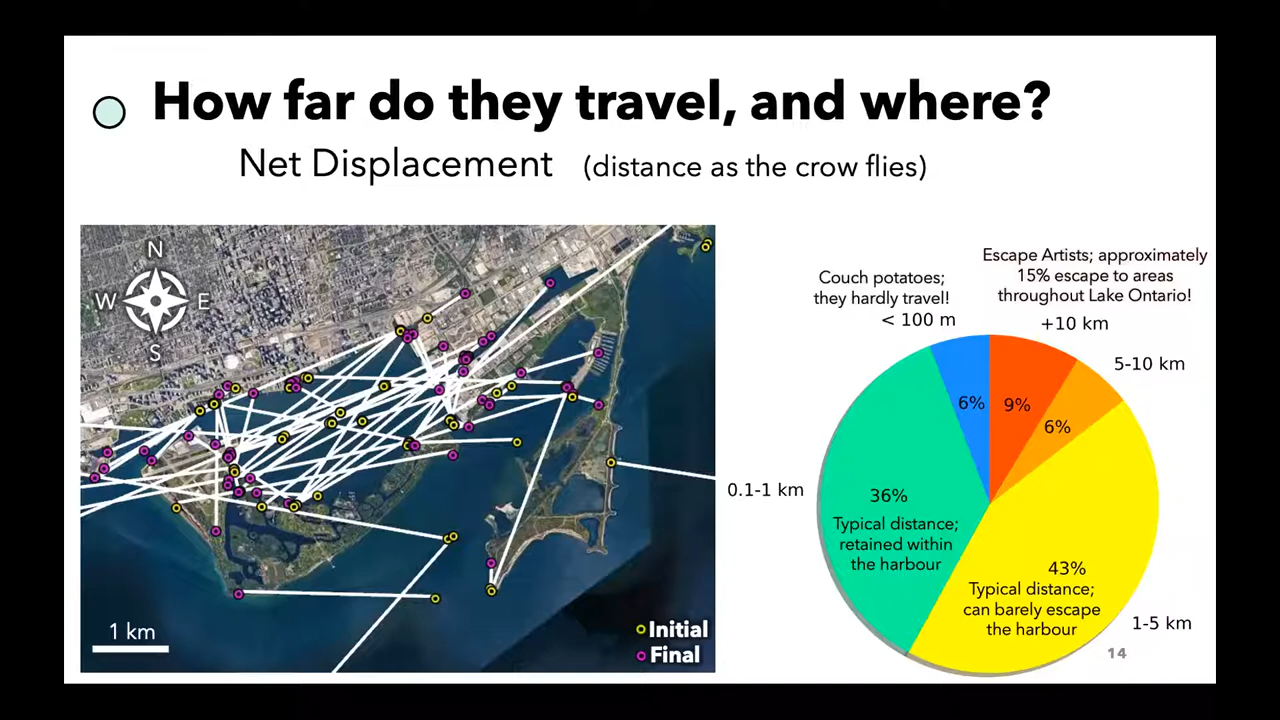 How far do they travel, and where?
Net Displacement (distance as the crow flies)
N
W E
S
1 km
Initial
Final
Couch potatoes;
they hardly travel!
< 100 m
Escape Artists; approximately
15% escape to areas
throughout Lake Ontario!
+10 km
5-10 km
6%
9%
6%
0.1-1 km
36%
Typical distance;
retained within
the harbour
43%
Typical distance;
can barely escape
the harbour
1-5 km
14